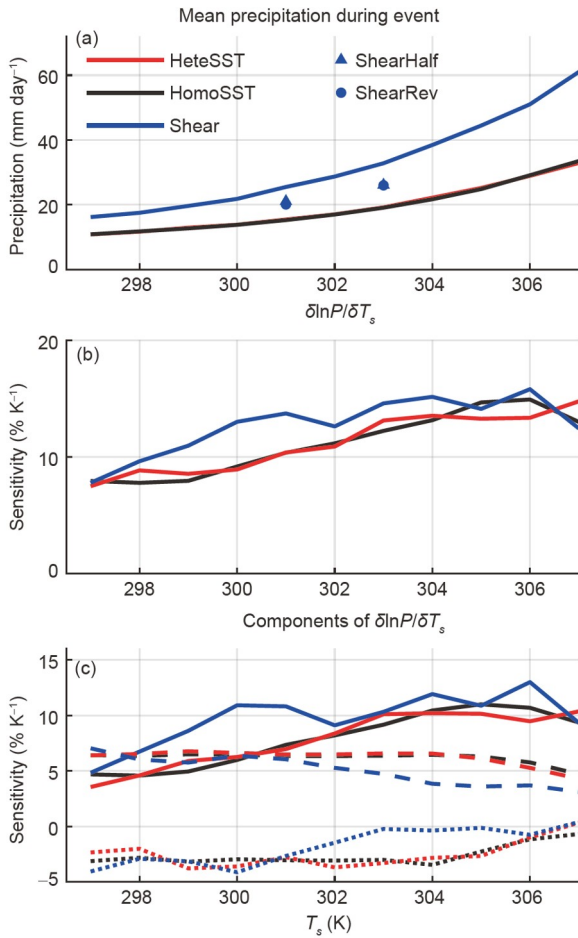 Mean precipitation during event
(a)
HeteSST
HomoSST
Shear
ShearHalf
ShearRev
Precipitation (mm day⁻¹)
60
40
20
0
298 300 302 304 306
δlnP/δTₛ
(b)
Sensitivity (% K⁻¹)
20
10
0
298 300 302 304 306
Components of δlnP/δTₛ
(c)
Sensitivity (% K⁻¹)
15
10
5
0
−5
298 300 302 304 306
Tₛ (K)